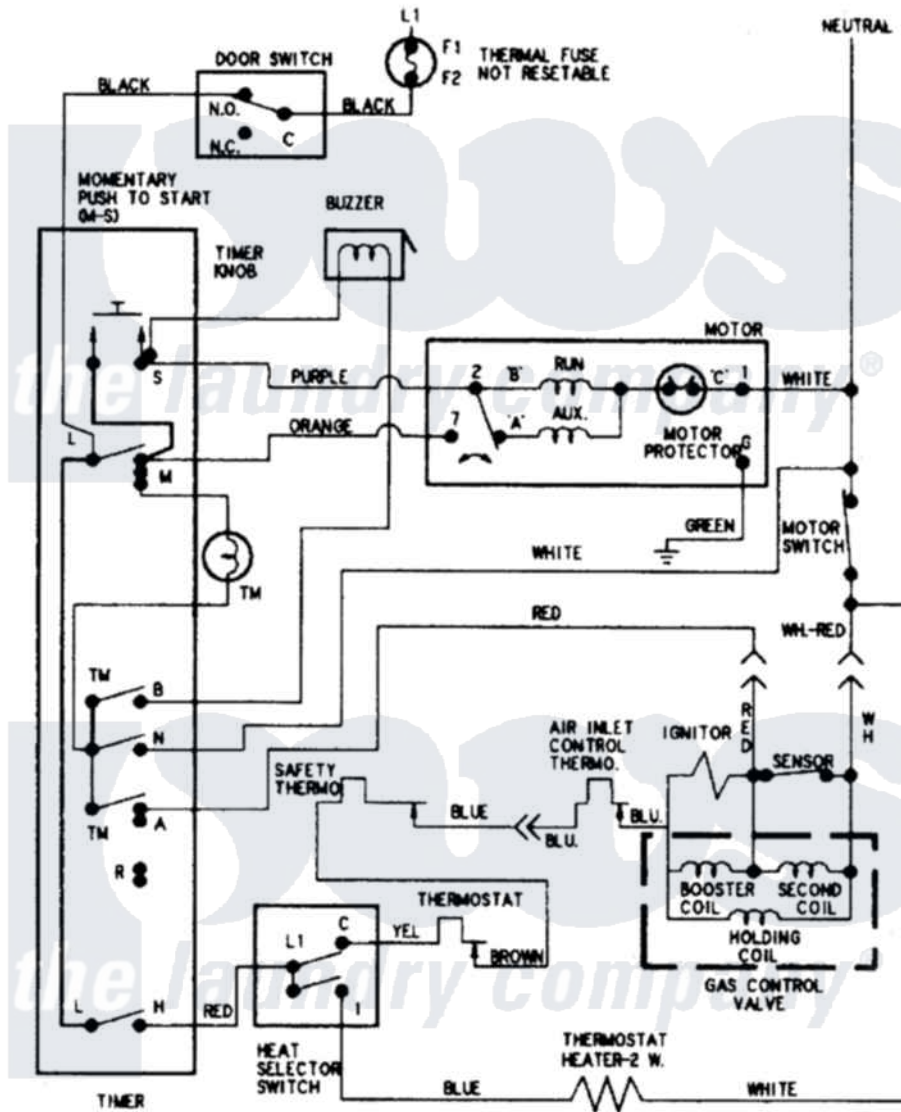 L1
NEUTRAL
F1
THERMAL FUSE
DOOR SWITCH
NOT RESETABLE
F2
BLACK
BLACK
N.O.
C
N.C.
MOMENTARY
PUSH TO START
(M-S)
BUZZER
TIMER
KNOB
MOTOR
S
PURPLE
2
"B"
RUN
"C"
1
WHITE
ORANGE
7
"A"
AUX.
MOTOR
PROTECTOR
G
L
M
GREEN
MOTOR
SWITCH
WHITE
TM
RED
WH-RED
TM
B
RED
WH
N
AIR INLET
CONTROL
THERMO.
IGNITOR
SENSOR
SAFETY
THERMO
BLUE
BLU.
BLU.
TM
A
R
BOOSTER
COIL
SECOND
COIL
THERMOSTAT
C
YEL
L1
BROWN
HOLDING
COIL
GAS CONTROL
VALVE
L
H
RED
1
HEAT
SELECTOR
SWITCH
THERMOSTAT
HEATER-2 W.
BLUE
WHITE
TIMER
tws
the laundry company®
tws
the laundry company®